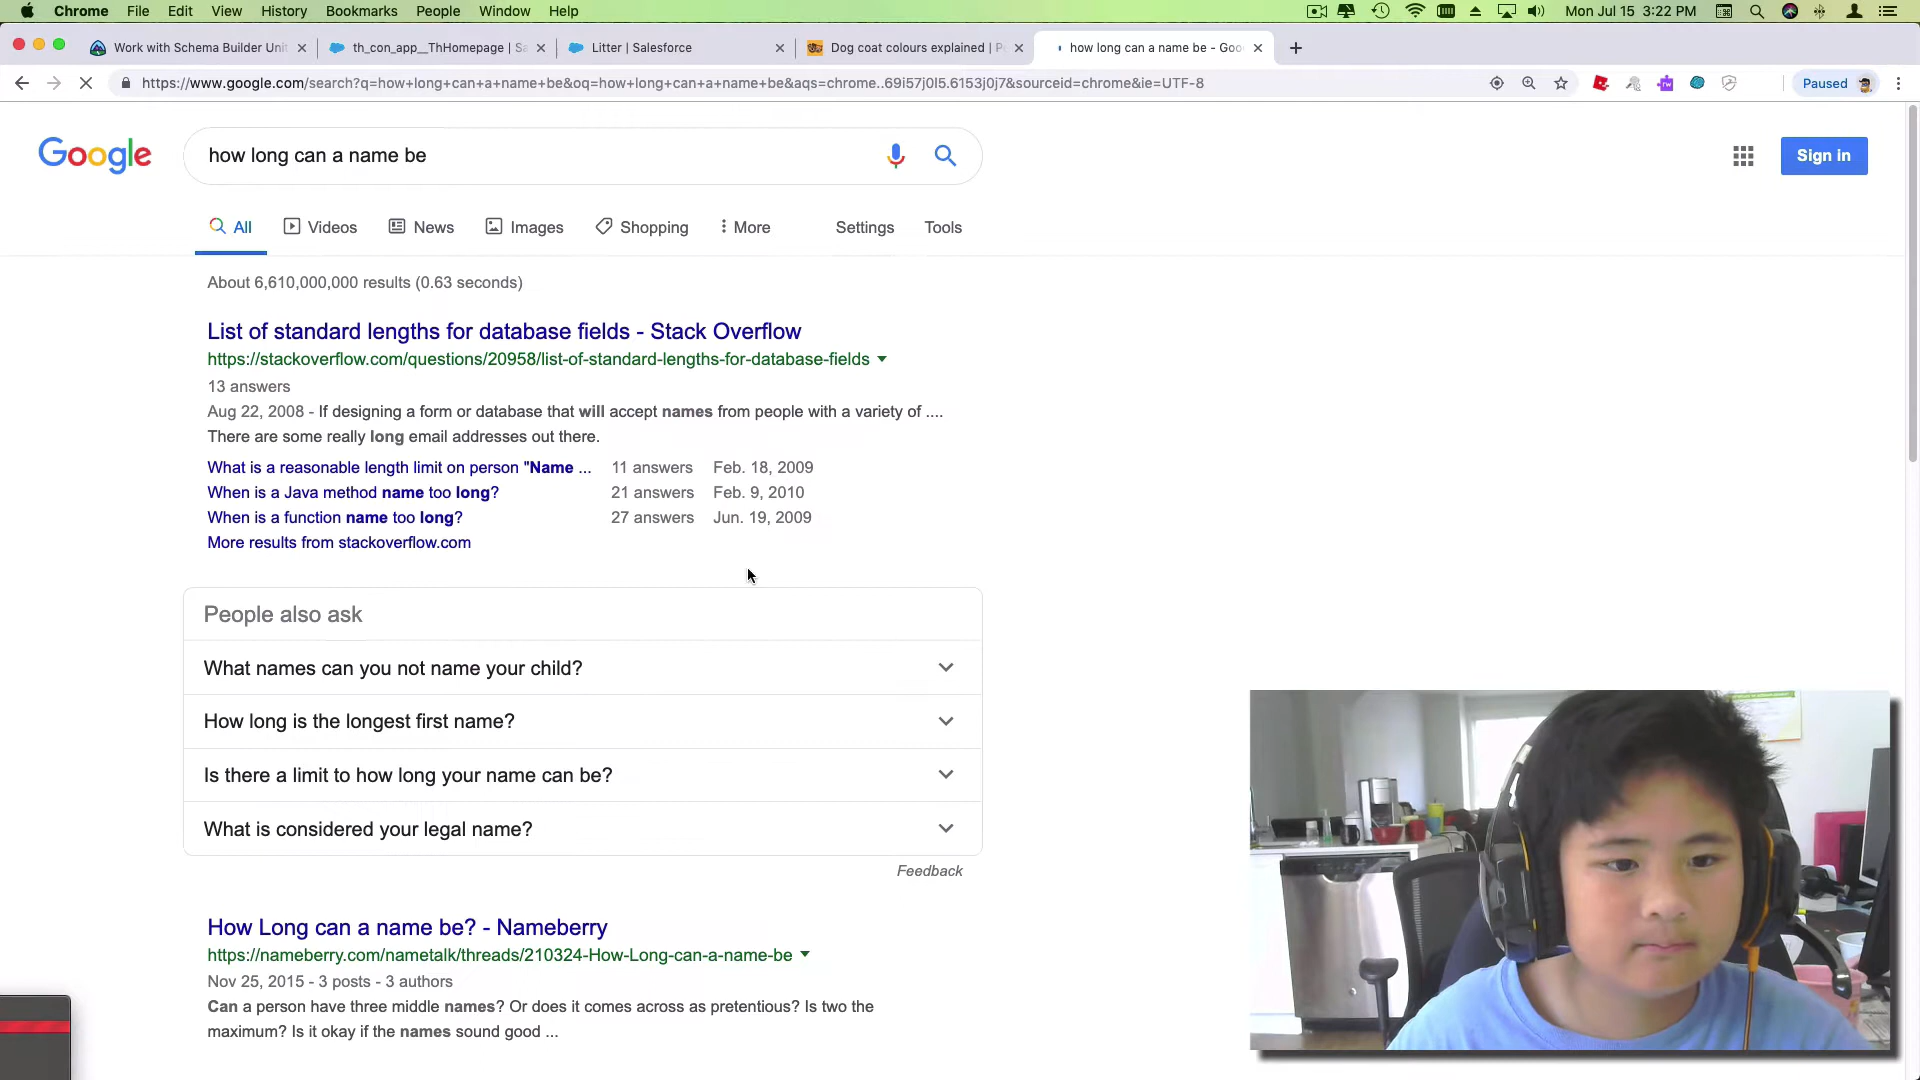 Chrome File Edit View History Bookmarks People Window Help Mon Jul 15 3:22 PM
Work with Schema Builder Unit th_con_app__ThHomepage | Sa Litter | Salesforce Dog coat colours explained | P how long can a name be - Goo
https://www.google.com/search?q=how+long+can+a+name+be&oq=how+long+can+a+name+be&aqs=chrome..69i57j0l5.6153j0j7&sourceid=chrome&ie=UTF-8 Paused
Google
how long can a name be
Sign in
All Videos News Images Shopping More Settings Tools
About 6,610,000,000 results (0.63 seconds)
List of standard lengths for database fields - Stack Overflow
https://stackoverflow.com/questions/20958/list-of-standard-lengths-for-database-fields
13 answers
Aug 22, 2008 - If designing a form or database that will accept names from people with a variety of ....
There are some really long email addresses out there.
What is a reasonable length limit on person "Name ... 11 answers Feb. 18, 2009
When is a Java method name too long? 21 answers Feb. 9, 2010
When is a function name too long? 27 answers Jun. 19, 2009
More results from stackoverflow.com
People also ask
What names can you not name your child?
How long is the longest first name?
Is there a limit to how long your name can be?
What is considered your legal name?
Feedback
How Long can a name be? - Nameberry
https://nameberry.com/nametalk/threads/210324-How-Long-can-a-name-be
Nov 25, 2015 - 3 posts - 3 authors
Can a person have three middle names? Or does it comes across as pretentious? Is two the
maximum? Is it okay if the names sound good ...